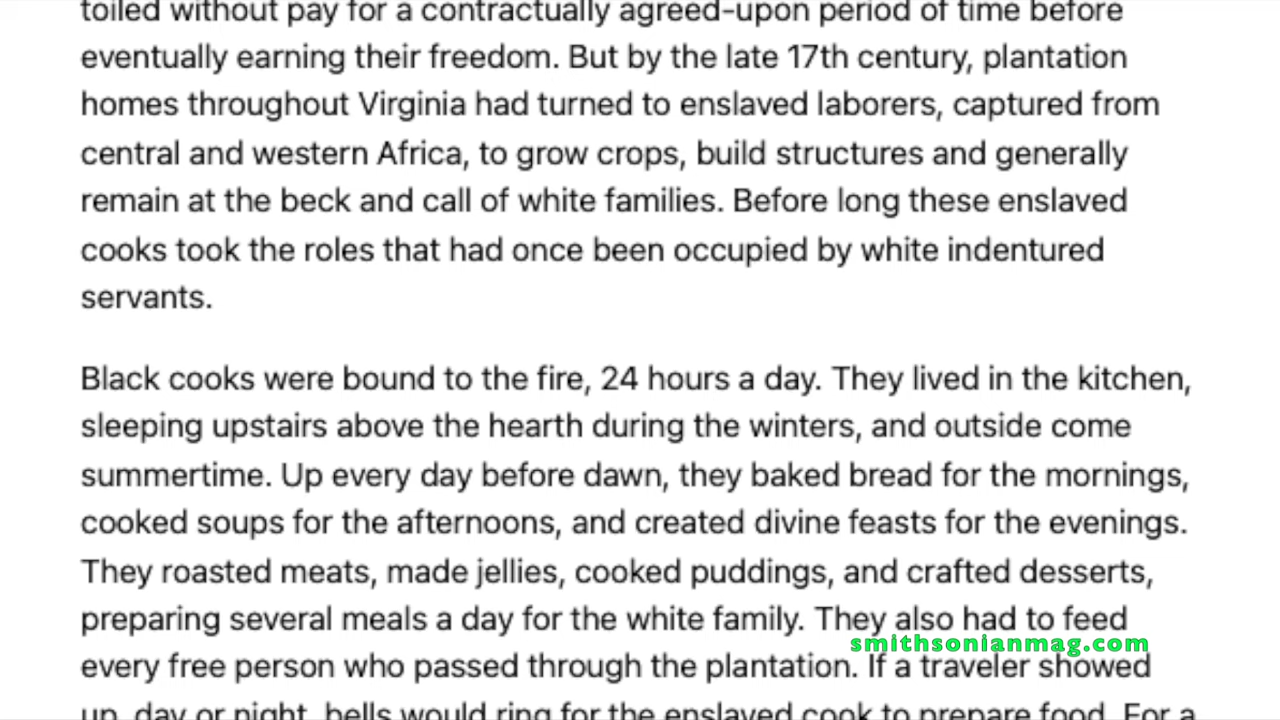 toiled without pay for a contractually agreed-upon period of time before
eventually earning their freedom. But by the late 17th century, plantation
homes throughout Virginia had turned to enslaved laborers, captured from
central and western Africa, to grow crops, build structures and generally
remain at the beck and call of white families. Before long these enslaved
cooks took the roles that had once been occupied by white indentured
servants.
Black cooks were bound to the fire, 24 hours a day. They lived in the kitchen,
sleeping upstairs above the hearth during the winters, and outside come
summertime. Up every day before dawn, they baked bread for the mornings,
cooked soups for the afternoons, and created divine feasts for the evenings.
They roasted meats, made jellies, cooked puddings, and crafted desserts,
preparing several meals a day for the white family. They also had to feed
smithsonianmag.com
every free person who passed through the plantation. If a traveler showed
up, day or night, bells would ring for the enslaved cook to prepare food. For a